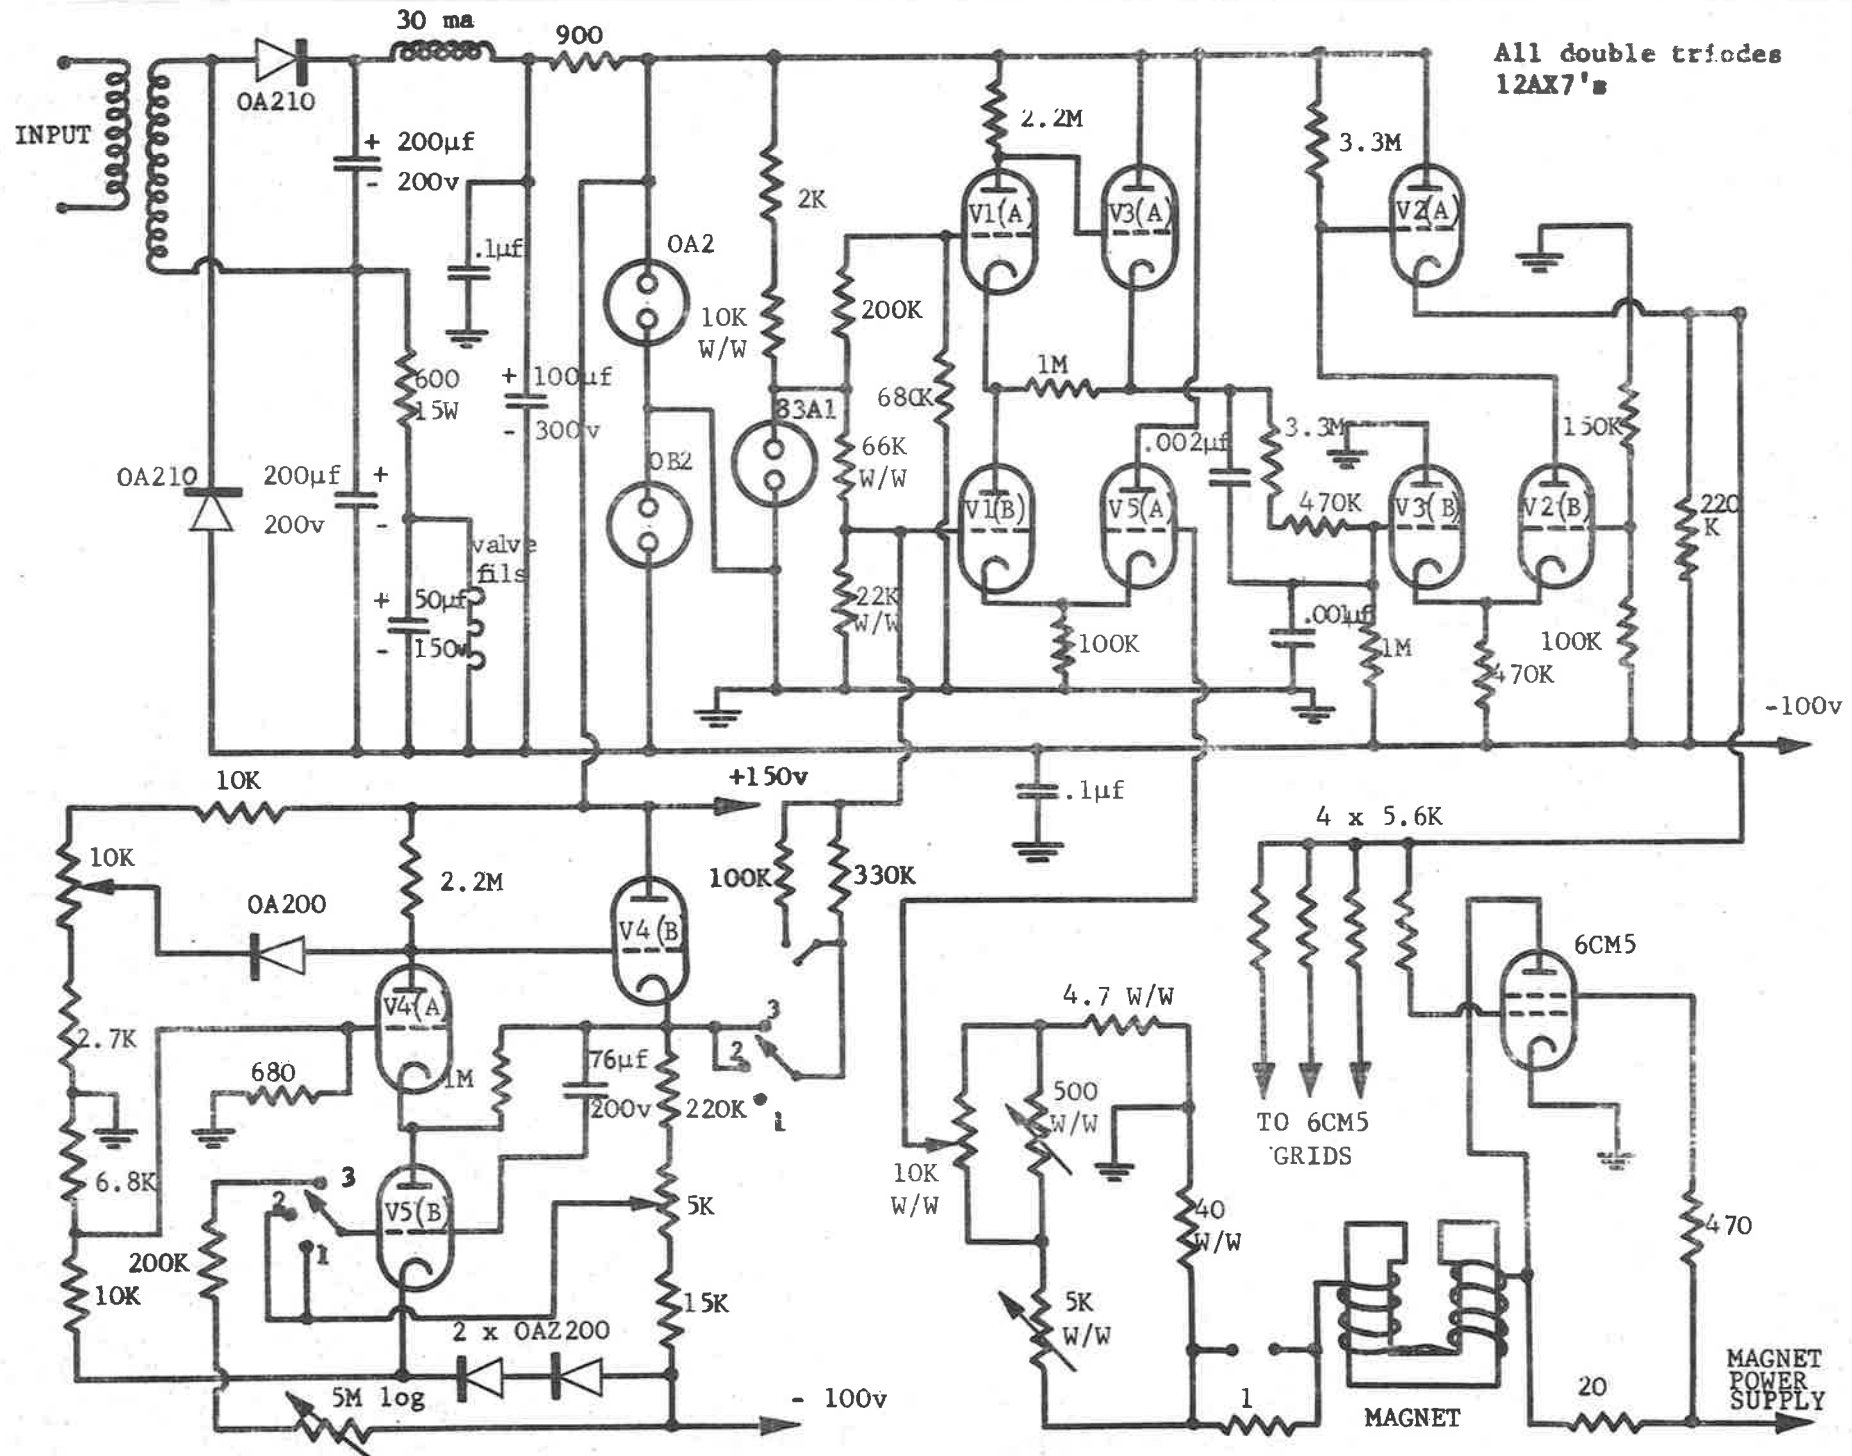 30 ma
900
All double triodes
12AX7's
OA210
INPUT
+ 200µf
- 200v
2.2M
3.3M
2K
V1(A)
V3(A)
V2(A)
OA2
.1µf
10K
W/W
200K
1M
600
15W
+ 100µf
- 300v
680K
83A1
3.3M
150K
.002µf
66K
W/W
OB2
OA210
200µf +
200v -
470K
V1(B)
V5(A)
V3(B)
V2(B)
220
K
valve
fils
+ 50µf
- 150v
22K
W/W
.001µf
100K
1M
100K
470K
-100v
10K
+150v
.1µf
4 x 5.6K
10K
2.2M
100K
330K
OA200
V4(B)
6CM5
4.7 W/W
V4(A)
3
2
1
2.7K
680
1M
76µf
200v
220K
500
W/W
TO 6CM5
GRIDS
6.8K
3
2
1
V5(B)
5K
10K
W/W
40
W/W
470
200K
10K
15K
5K
W/W
2 x OAZ200
5M log
- 100v
1
MAGNET
20
MAGNET
POWER
SUPPLY